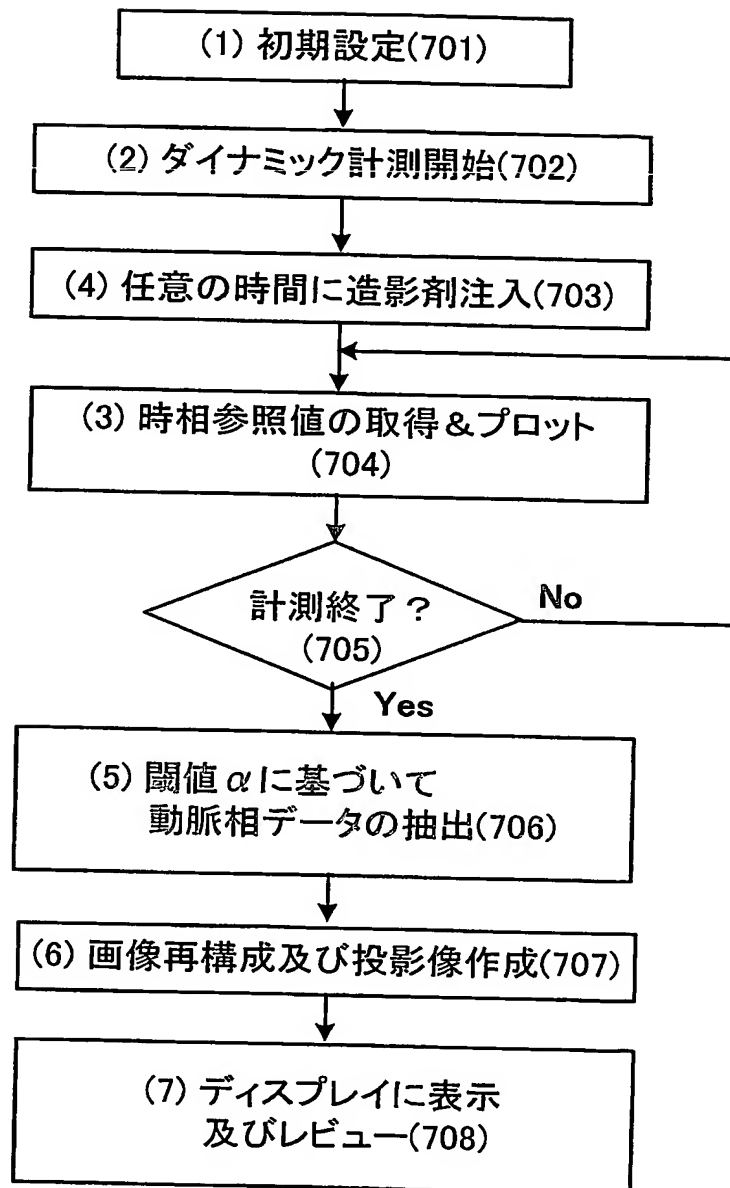 (1) 初期設定(701)
(2) ダイナミック計測開始(702)
(4) 任意の時間に造影剤注入(703)
(3) 時相参照値の取得＆プロット
(704)
計測終了？
(705)
No
Yes
(5) 閾値αに基づいて
動脈相データの抽出(706)
(6) 画像再構成及び投影像作成(707)
(7) ディスプレイに表示
及びレビュー(708)